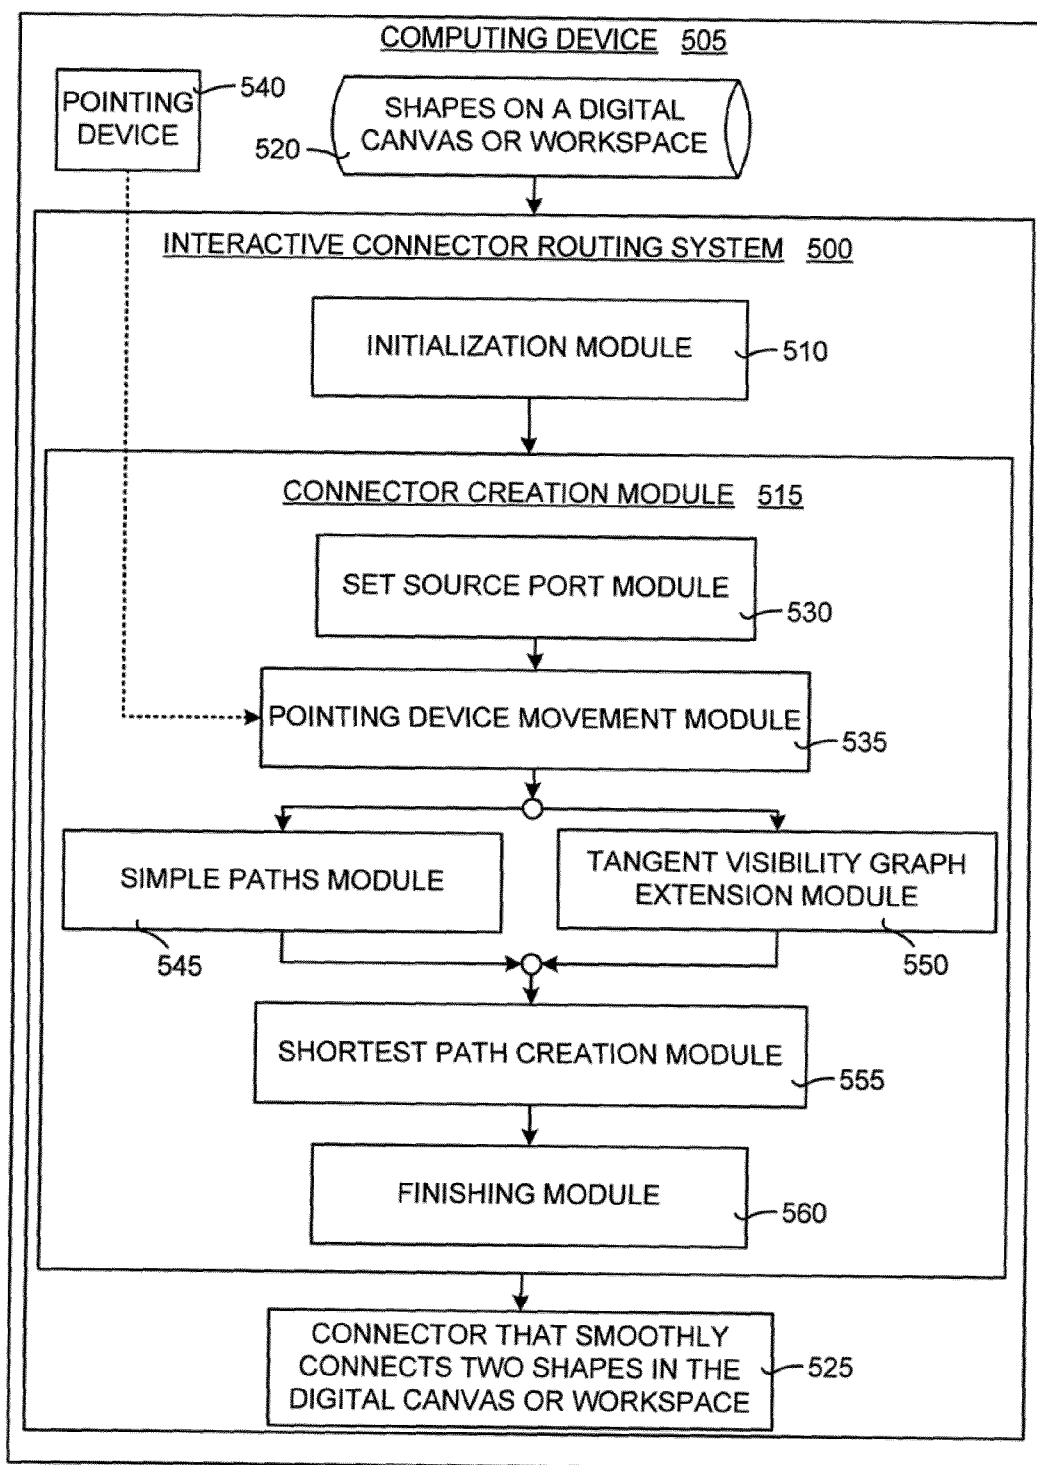 COMPUTING DEVICE 505
POINTING
DEVICE
540
SHAPES ON A DIGITAL
CANVAS OR WORKSPACE
520
INTERACTIVE CONNECTOR ROUTING SYSTEM 500
INITIALIZATION MODULE
510
CONNECTOR CREATION MODULE 515
SET SOURCE PORT MODULE
530
POINTING DEVICE MOVEMENT MODULE
535
SIMPLE PATHS MODULE
545
TANGENT VISIBILITY GRAPH
EXTENSION MODULE
550
SHORTEST PATH CREATION MODULE
555
FINISHING MODULE
560
CONNECTOR THAT SMOOTHLY
CONNECTS TWO SHAPES IN THE
DIGITAL CANVAS OR WORKSPACE
525